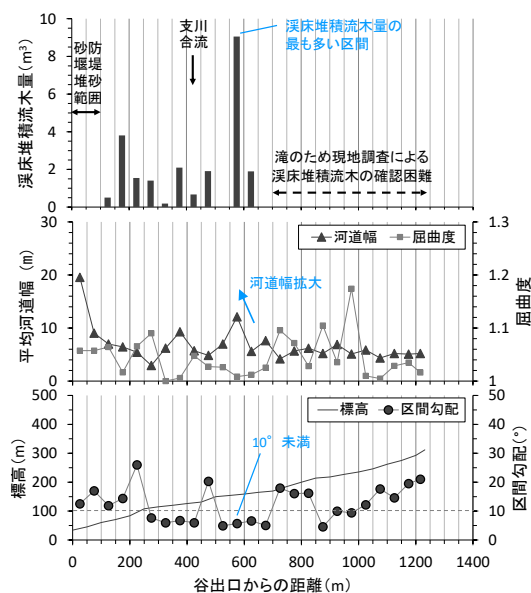 渓床堆積流木量(m³)
10
8
6
4
2
0
砂防
堰堤
堆砂
範囲
支川
合流
渓床堆積流木量の
最も多い区間
滝のため現地調査による
渓床堆積流木の確認困難
平均河道幅 (m)
30
20
10
0
河道幅
屈曲度
河道幅拡大
1.3
1.2
1.1
1
屈曲度
標高(m)
500
400
300
200
100
0
標高
区間勾配
10°未満
50
40
30
20
10
0
区間勾配(°)
0 200 400 600 800 1000 1200 1400
谷出口からの距離(m)